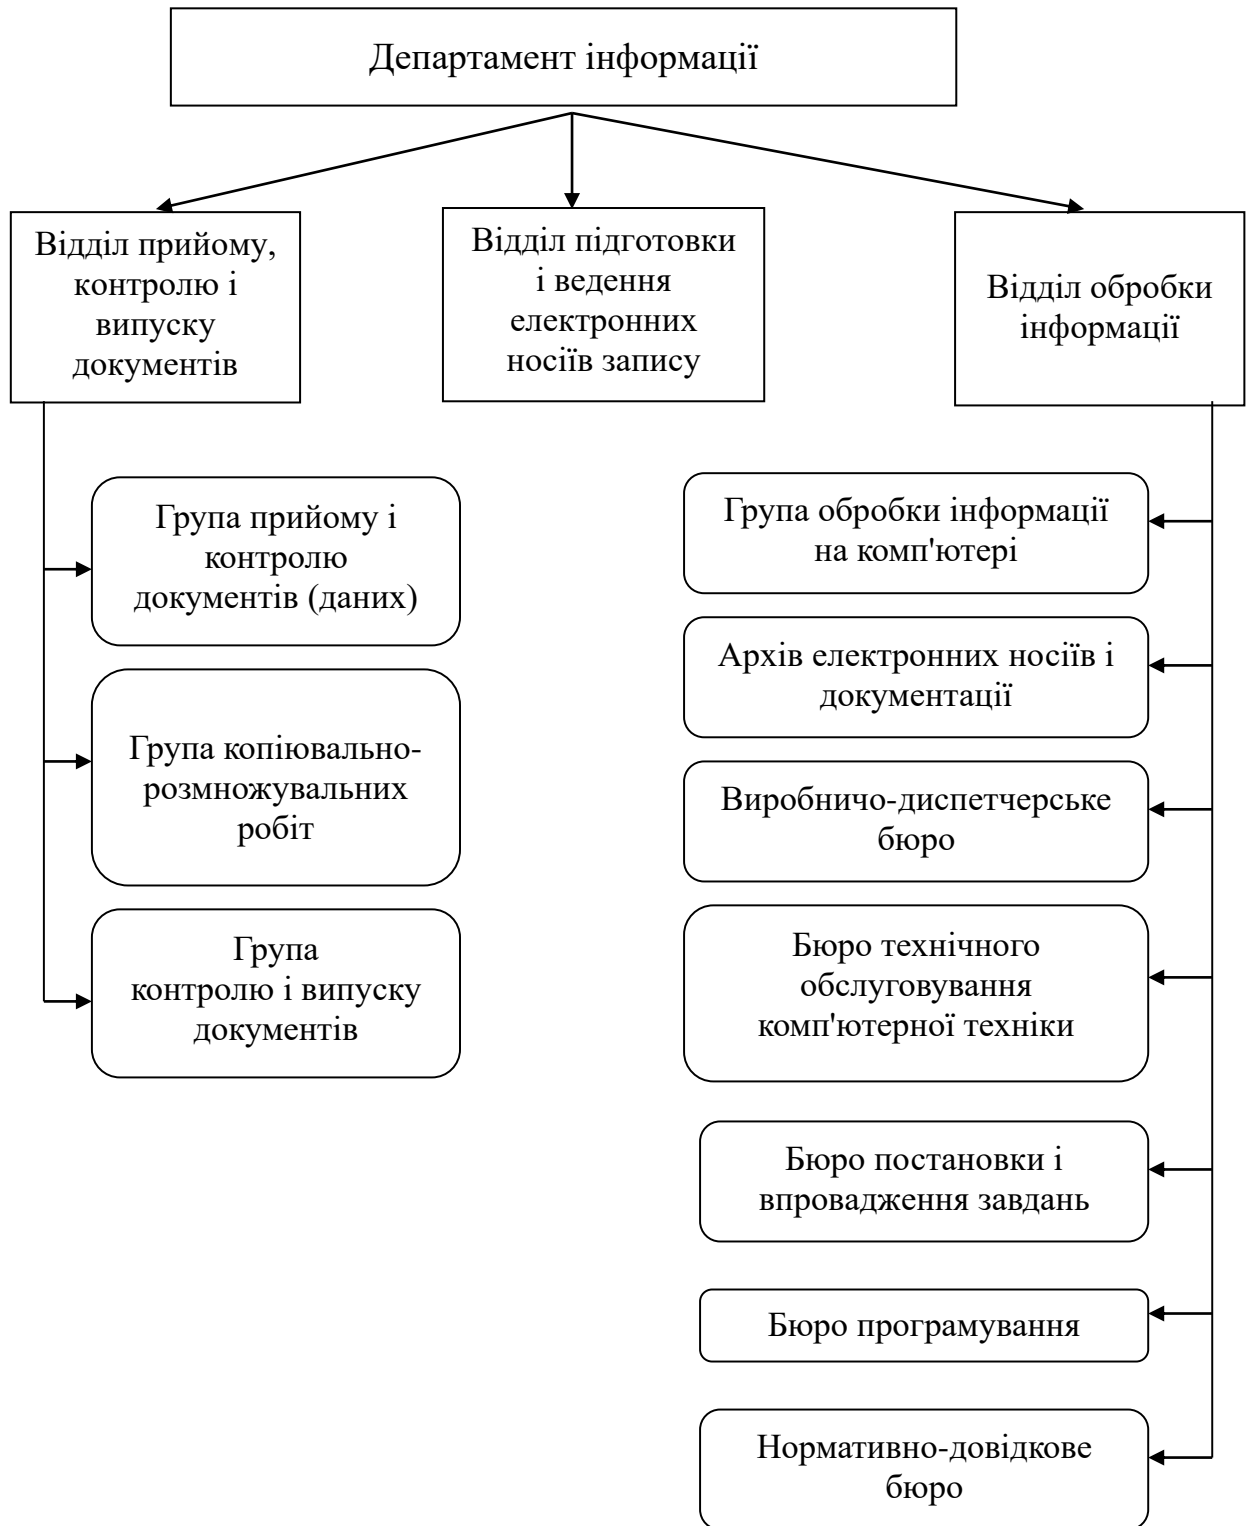 Департамент інформації
Відділ прийому,
контролю і
випуску
документів
Відділ підготовки
і ведення
електронних
носіїв запису
Відділ обробки
інформації
Група прийому і
контролю
документів (даних)
Група копіювально-
розмножувальних
робіт
Група
контролю і випуску
документів
Група обробки інформації
на комп'ютері
Архів електронних носіїв і
документації
Виробничо-диспетчерське
бюро
Бюро технічного
обслуговування
комп'ютерної техніки
Бюро постановки і
впровадження завдань
Бюро програмування
Нормативно-довідкове
бюро